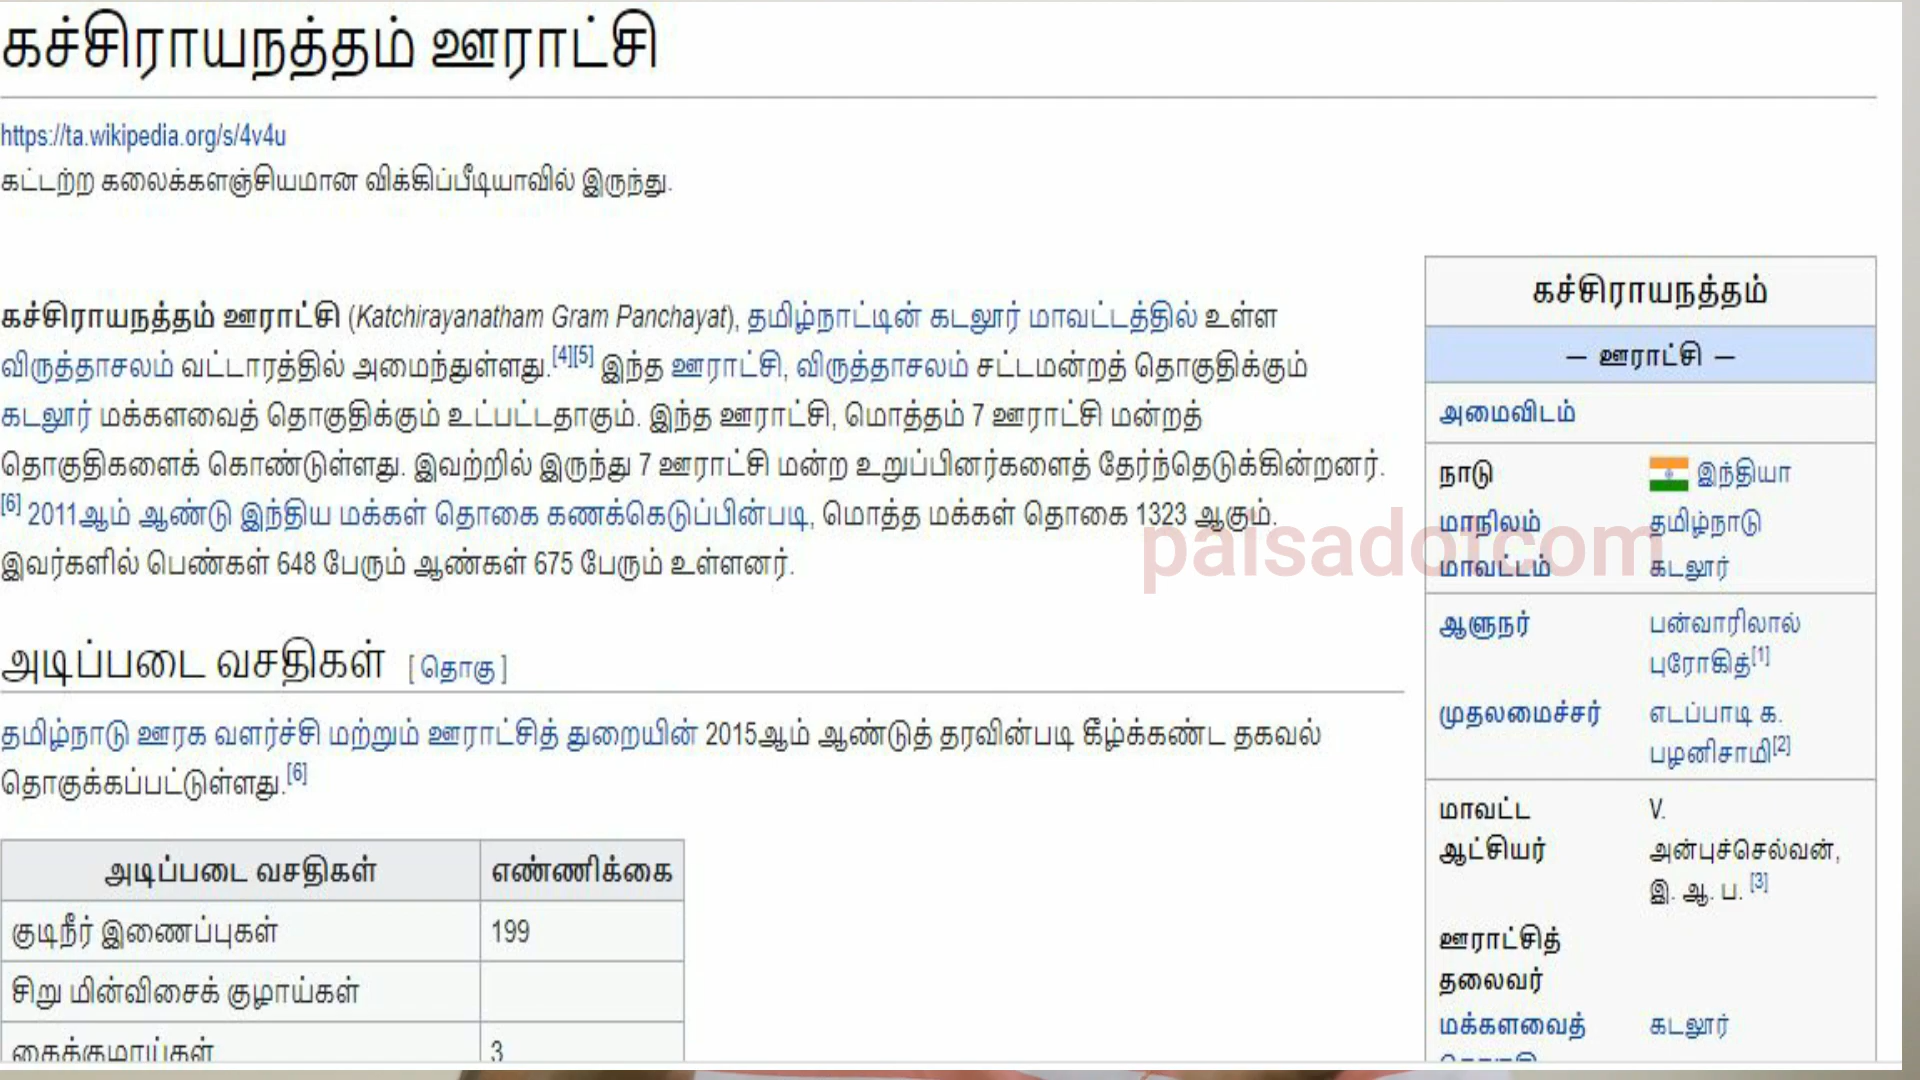 கச்சிராயநத்தம் ஊராட்சி
https://ta.wikipedia.org/s/4v4u
கட்டற்ற கலைக்களஞ்சியமான விக்கிப்பீடியாவில் இருந்து.
கச்சிராயநத்தம் ஊராட்சி (Katchirayanatham Gram Panchayat), தமிழ்நாட்டின் கடலூர் மாவட்டத்தில் உள்ள
விருத்தாசலம் வட்டாரத்தில் அமைந்துள்ளது.[4][5] இந்த ஊராட்சி, விருத்தாசலம் சட்டமன்றத் தொகுதிக்கும்
கடலூர் மக்களவைத் தொகுதிக்கும் உட்பட்டதாகும். இந்த ஊராட்சி, மொத்தம் 7 ஊராட்சி மன்றத்
தொகுதிகளைக் கொண்டுள்ளது. இவற்றில் இருந்து 7 ஊராட்சி மன்ற உறுப்பினர்களைத் தேர்ந்தெடுக்கின்றனர்.
[6] 2011ஆம் ஆண்டு இந்திய மக்கள் தொகை கணக்கெடுப்பின்படி, மொத்த மக்கள் தொகை 1323 ஆகும்.
இவர்களில் பெண்கள் 648 பேரும் ஆண்கள் 675 பேரும் உள்ளனர்.
அடிப்படை வசதிகள் [ தொகு ]
தமிழ்நாடு ஊரக வளர்ச்சி மற்றும் ஊராட்சித் துறையின் 2015ஆம் ஆண்டுத் தரவின்படி கீழ்க்கண்ட தகவல்
தொகுக்கப்பட்டுள்ளது.[6]
அடிப்படை வசதிகள் எண்ணிக்கை
குடிநீர் இணைப்புகள் 199
சிறு மின்விசைக் குழாய்கள்
கைக்குழாய்கள் 3
கச்சிராயநத்தம்
— ஊராட்சி —
அமைவிடம்
நாடு இந்தியா
மாநிலம் தமிழ்நாடு
மாவட்டம் கடலூர்
ஆளுநர் பன்வாரிலால்
புரோகித்[1]
முதலமைச்சர் எடப்பாடி க.
பழனிசாமி[2]
மாவட்ட V.
ஆட்சியர் அன்புச்செல்வன்,
இ. ஆ. ப. [3]
ஊராட்சித்
தலைவர்
மக்களவைத் கடலூர்
paisadotcom